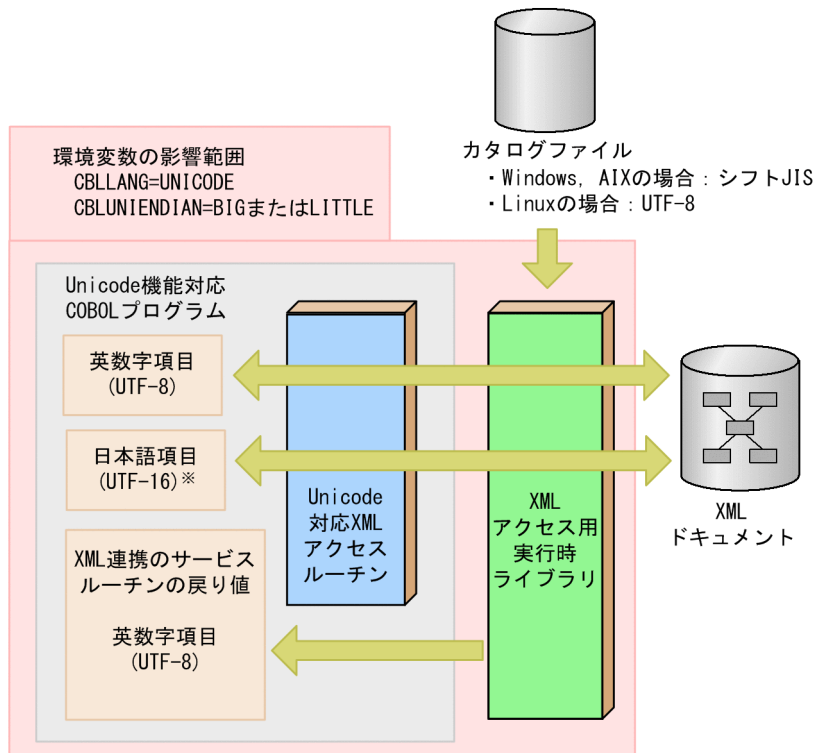 環境変数の影響範囲
CBLLANG=UNICODE
CBLUNIENDIAN=BIGまたはLITTLE
カタログファイル
・Windows, AIXの場合：シフトJIS
・Linuxの場合：UTF-8
Unicode機能対応
COBOLプログラム
英数字項目
(UTF-8)
日本語項目
(UTF-16)※
XML連携のサービス
ルーチンの戻り値
英数字項目
(UTF-8)
Unicode
対応XML
アクセス
ルーチン
XML
アクセス用
実行時
ライブラリ
XML
ドキュメント